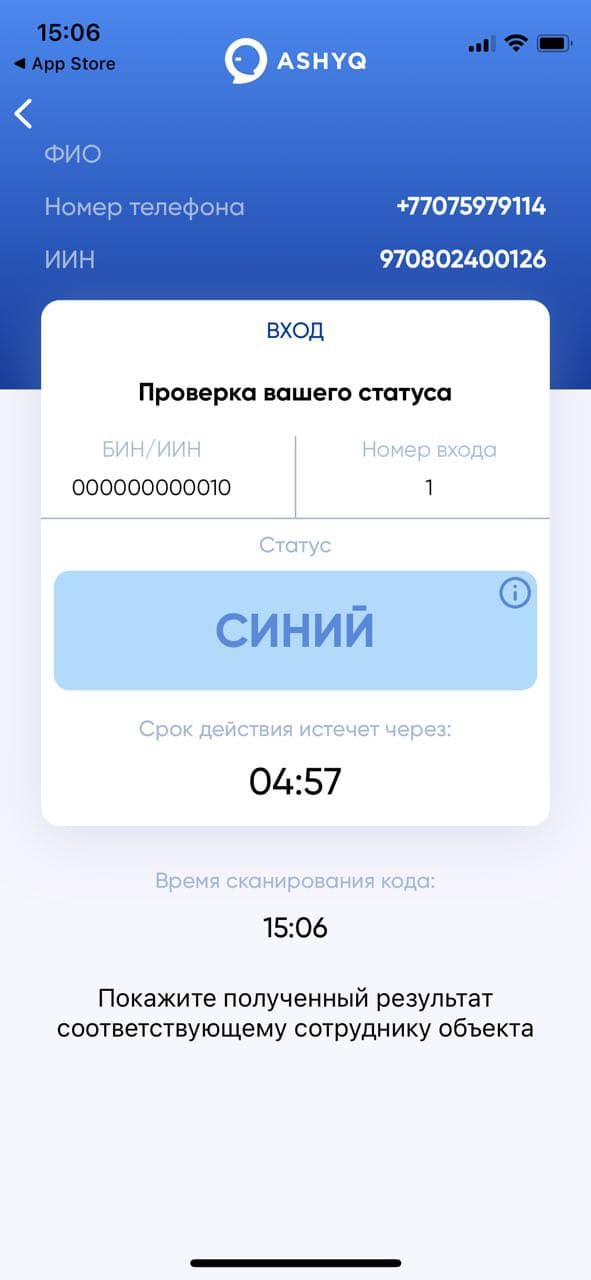 15:06
◀ App Store
ASHYQ
ФИО
Номер телефона +77075979114
ИИН 970802400126
ВХОД
Проверка вашего статуса
БИН/ИИН Номер входа
000000000010 1
Статус
СИНИЙ
Срок действия истечет через:
04:57
Время сканирования кода:
15:06
Покажите полученный результат
соответствующему сотруднику объекта